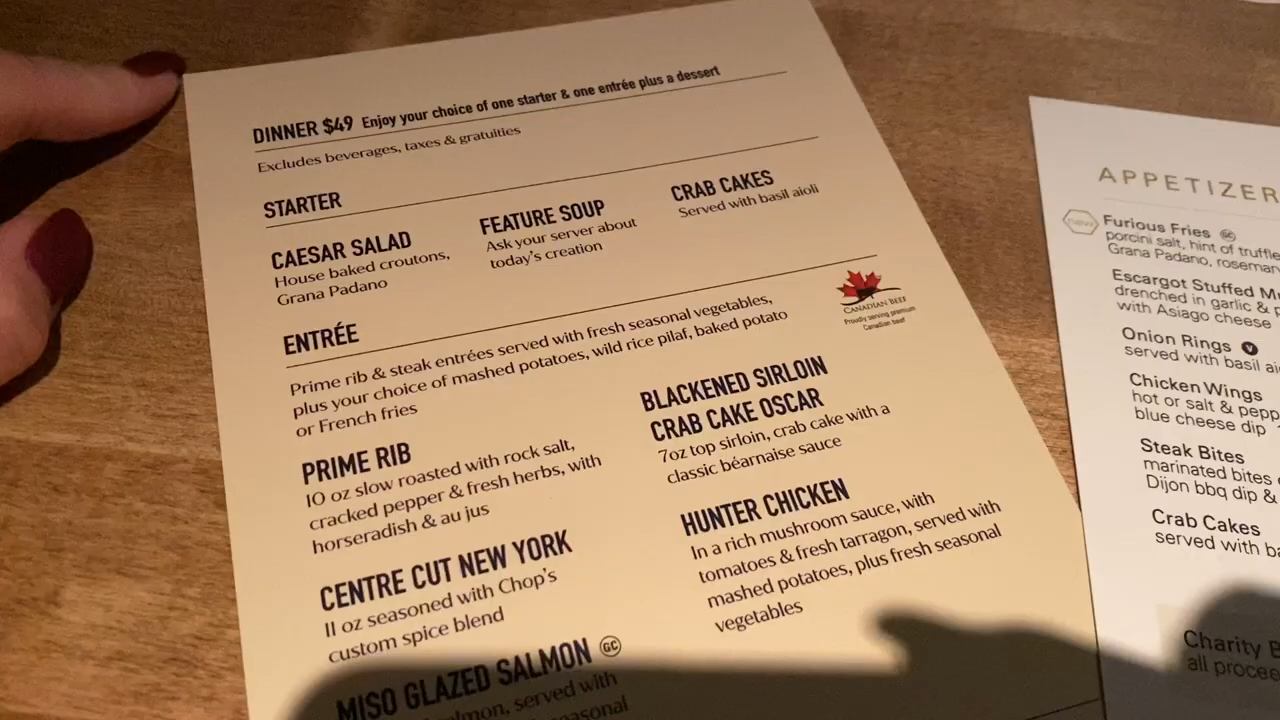 DINNER $49 Enjoy your choice of one starter & one entrée plus a dessert
Excludes beverages, taxes & gratuities
STARTER
CAESAR SALAD
House baked croutons,
Grana Padano
FEATURE SOUP
Ask your server about
today's creation
CRAB CAKES
Served with basil aioli
ENTRÉE
Prime rib & steak entrées served with fresh seasonal vegetables,
plus your choice of mashed potatoes, wild rice pilaf, baked potato
or French fries
CANADIAN BEEF
Proudly serving premium
Canadian beef
PRIME RIB
10 oz slow roasted with rock salt,
cracked pepper & fresh herbs, with
horseradish & au jus
CENTRE CUT NEW YORK
11 oz seasoned with Chop's
custom spice blend
MISO GLAZED SALMON GC
salmon, served with
BLACKENED SIRLOIN
CRAB CAKE OSCAR
7oz top sirloin, crab cake with a
classic béarnaise sauce
HUNTER CHICKEN
In a rich mushroom sauce, with
tomatoes & fresh tarragon, served with
mashed potatoes, plus fresh seasonal
vegetables
APPETIZER
new
Furious Fries GC
porcini salt, hint of truffle
Grana Padano, rosemar
Escargot Stuffed M
drenched in garlic &
with Asiago cheese
Onion Rings V
served with basil ai
Chicken Wings
hot or salt & pepp
blue cheese dip
Steak Bites
marinated bites
Dijon bbq dip &
Crab Cakes
served with ba
Charity B
all procee